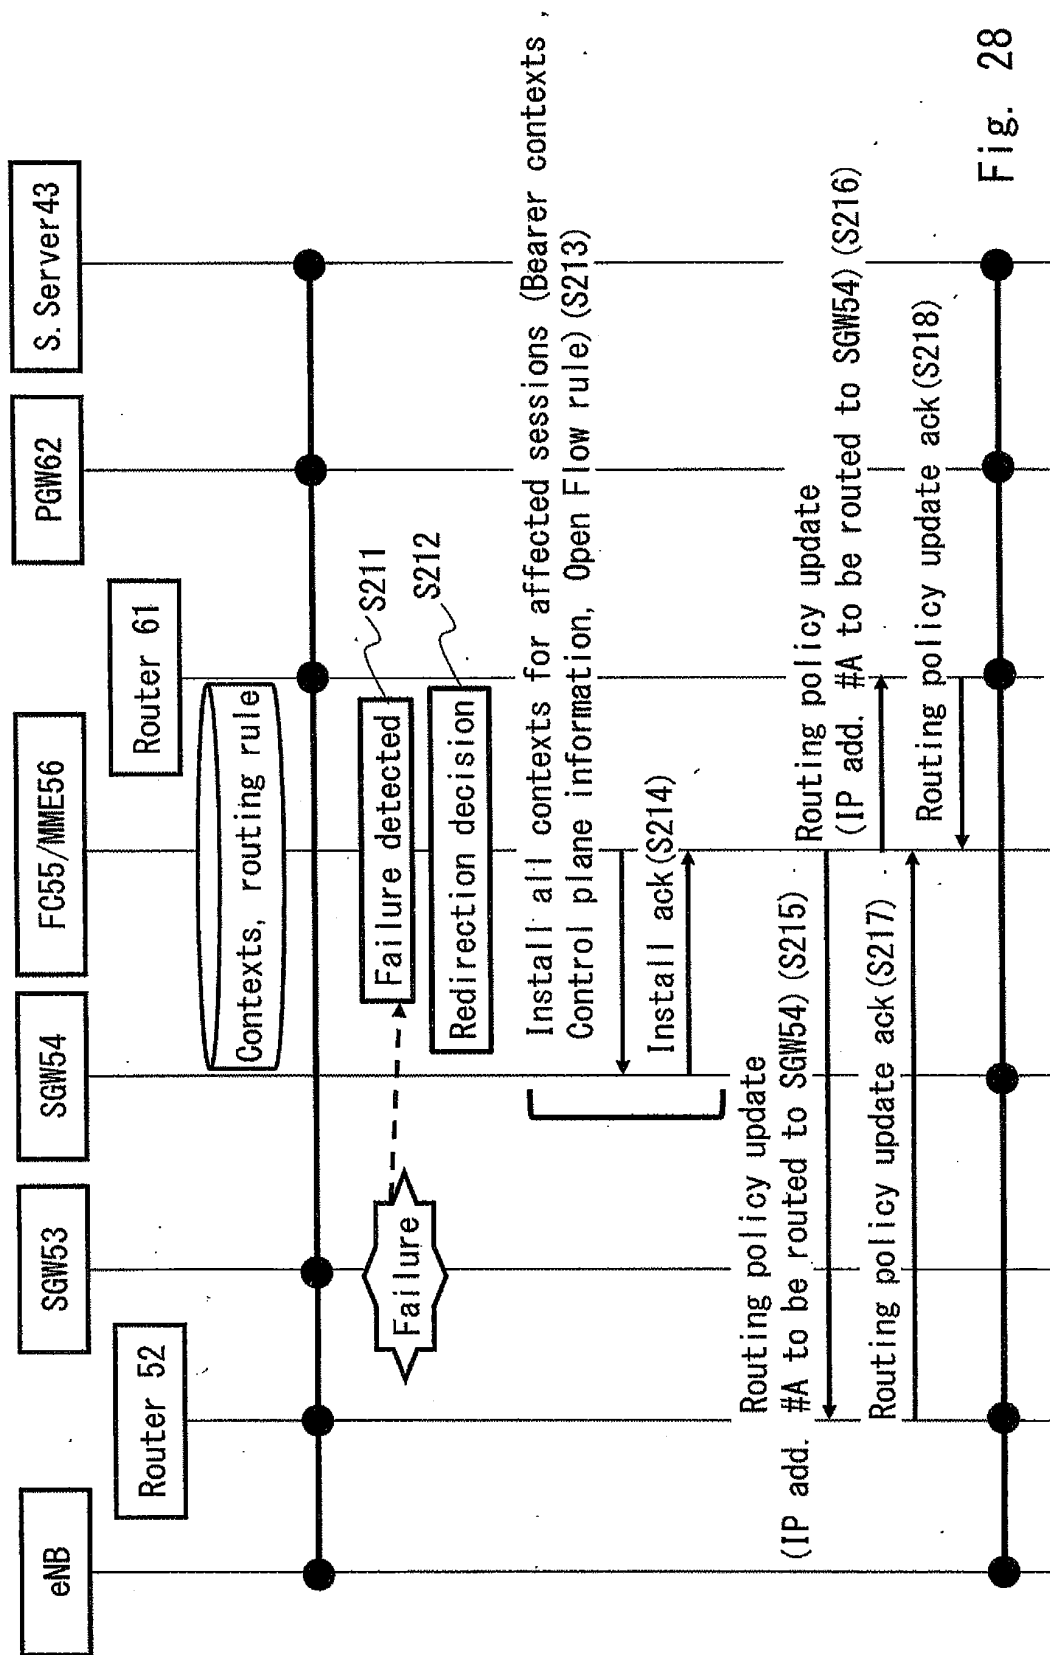 eNB
Router 52
SGW53
SGW54
FC55/MME56
Router 61
PGW62
S.Server43
Contexts, routing rule
Failure
Failure detected
S211
Redirection decision
S212
Install all contexts for affected sessions (Bearer contexts ,
Control plane information, Open Flow rule) (S213)
Install ack(S214)
Routing policy update
(IP add. #A to be routed to SGW54) (S215)
Routing policy update
(IP add. #A to be routed to SGW54) (S216)
Routing policy update ack(S217)
Routing policy update ack(S218)
Fig. 28